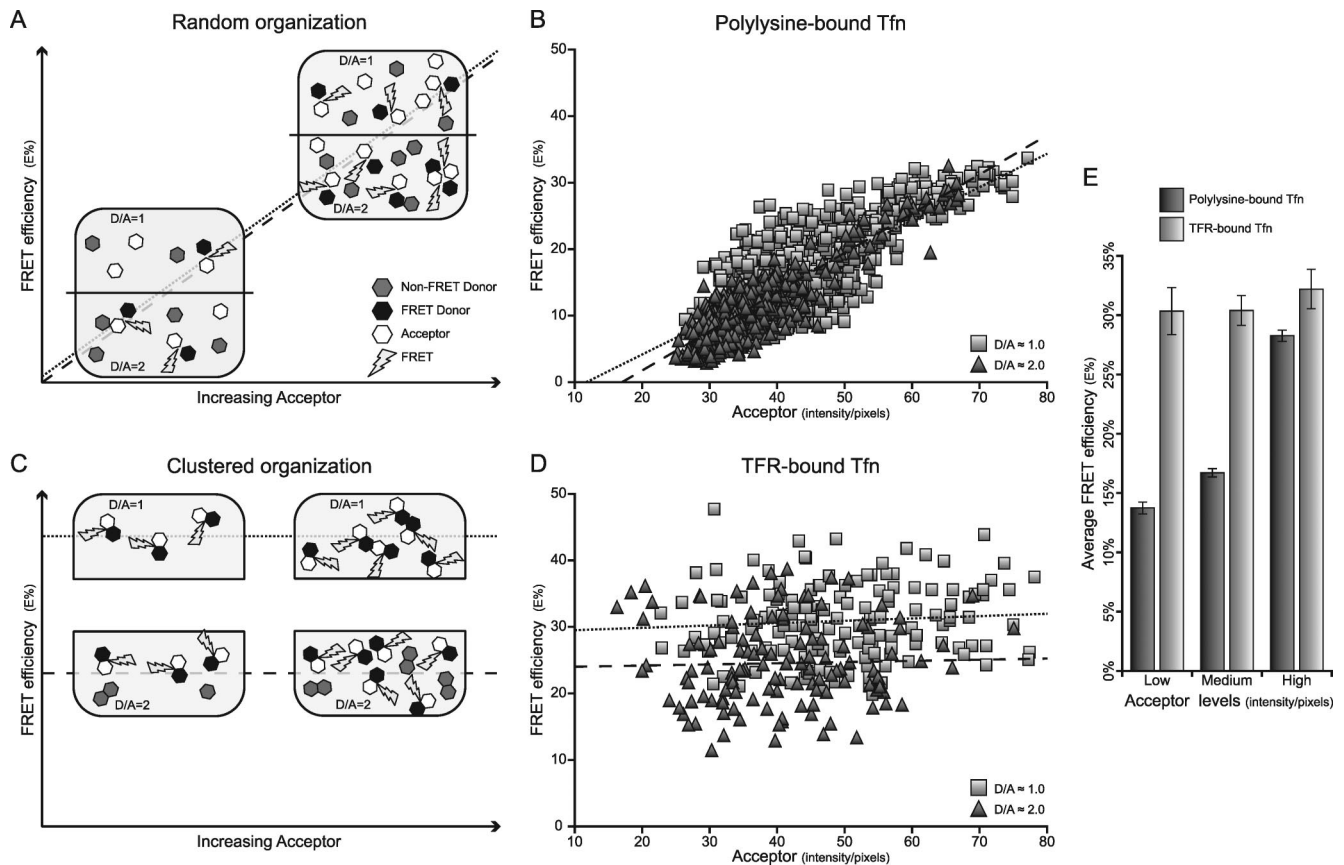 A
Random organization
FRET efficiency (E%)
D/A=1
D/A=2
D/A=1
D/A=2
Non-FRET Donor
FRET Donor
Acceptor
FRET
Increasing Acceptor
B
Polylysine-bound Tfn
FRET efficiency (E%)
50
40
30
20
10
0
10 20 30 40 50 60 70 80
Acceptor (intensity/pixels)
D/A ≈ 1.0
D/A ≈ 2.0
C
Clustered organization
FRET efficiency (E%)
FRET efficiency (E%)
D/A=1
D/A=1
D/A=2
D/A=2
Increasing Acceptor
D
TFR-bound Tfn
FRET efficiency (E%)
50
40
30
20
10
0
10 20 30 40 50 60 70 80
Acceptor (intensity/pixels)
D/A ≈ 1.0
D/A ≈ 2.0
E
Polylysine-bound Tfn
TFR-bound Tfn
Average FRET efficiency (E%)
35%
30%
25%
20%
15%
10%
5%
0%
Low Medium High
Acceptor levels (intensity/pixels)